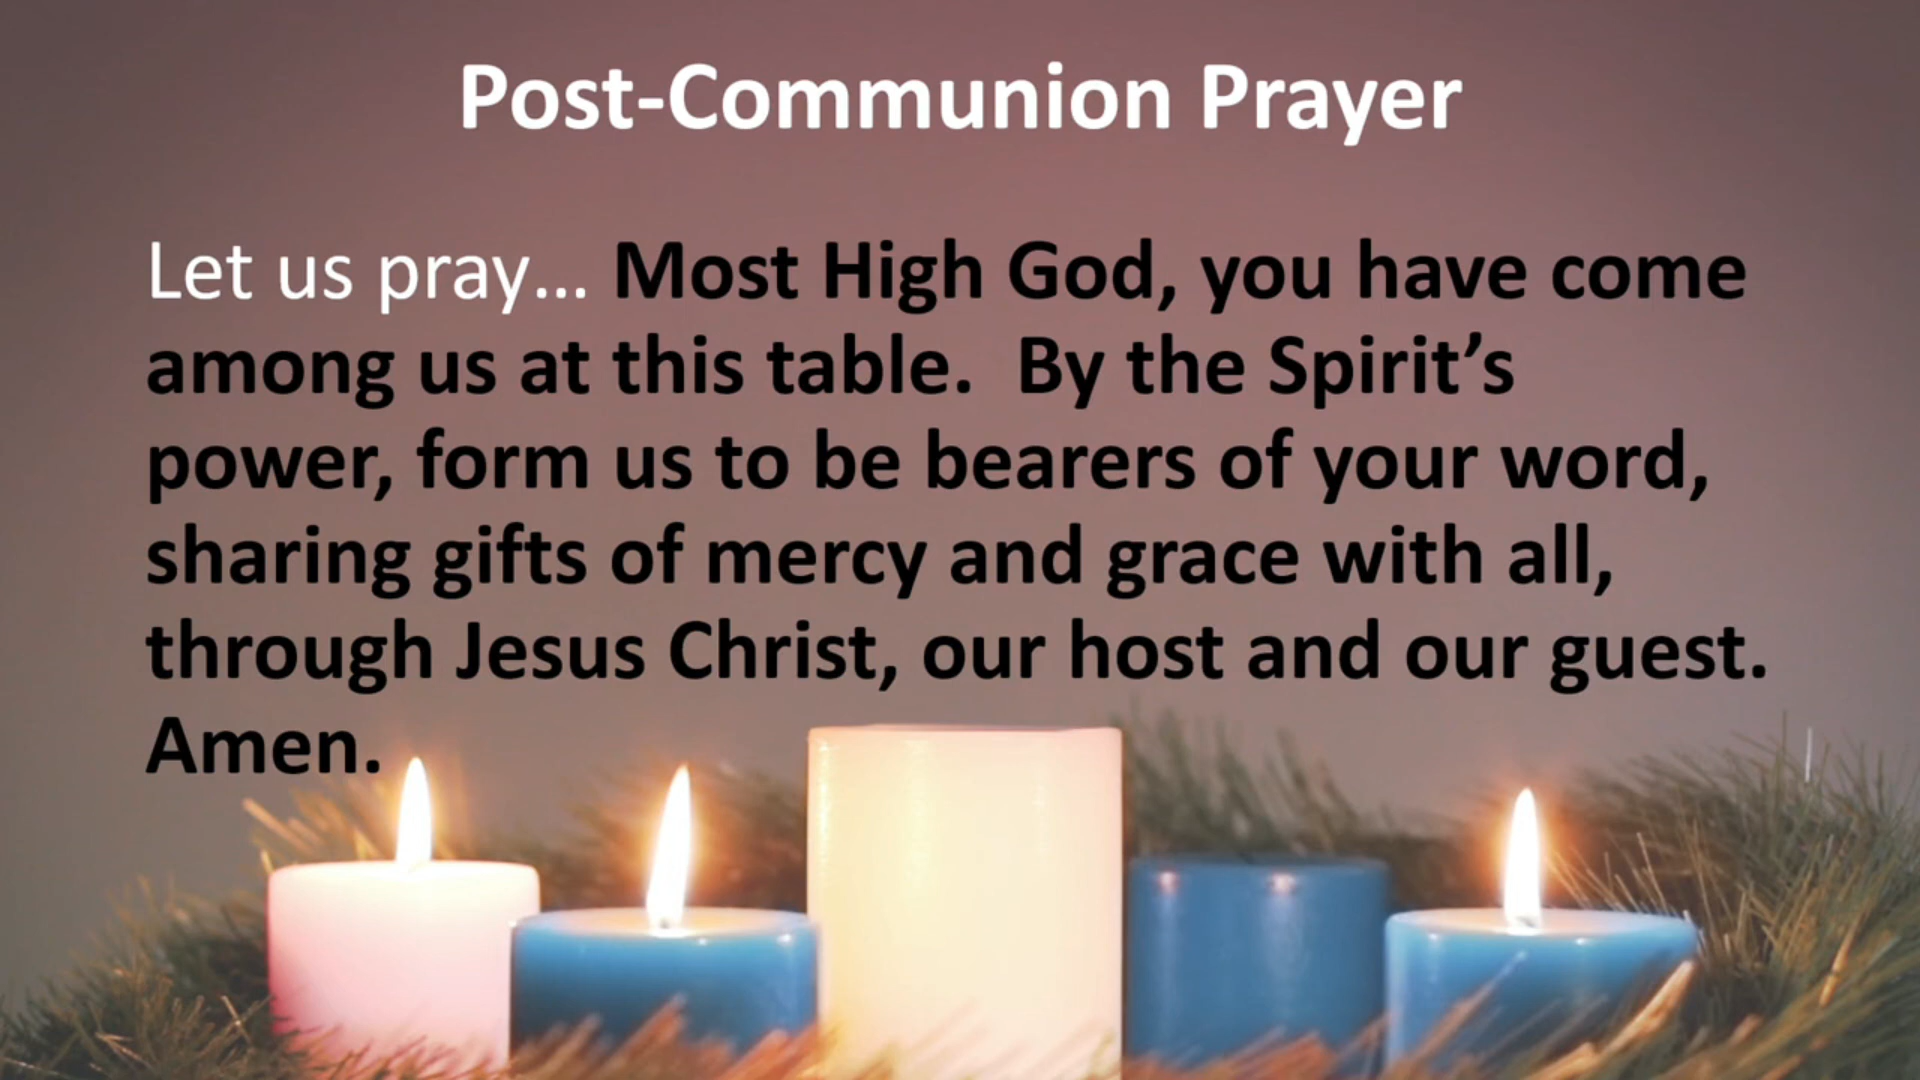 Post-Communion Prayer
Let us pray... Most High God, you have come
among us at this table.  By the Spirit’s
power, form us to be bearers of your word,
sharing gifts of mercy and grace with all,
through Jesus Christ, our host and our guest.
Amen.